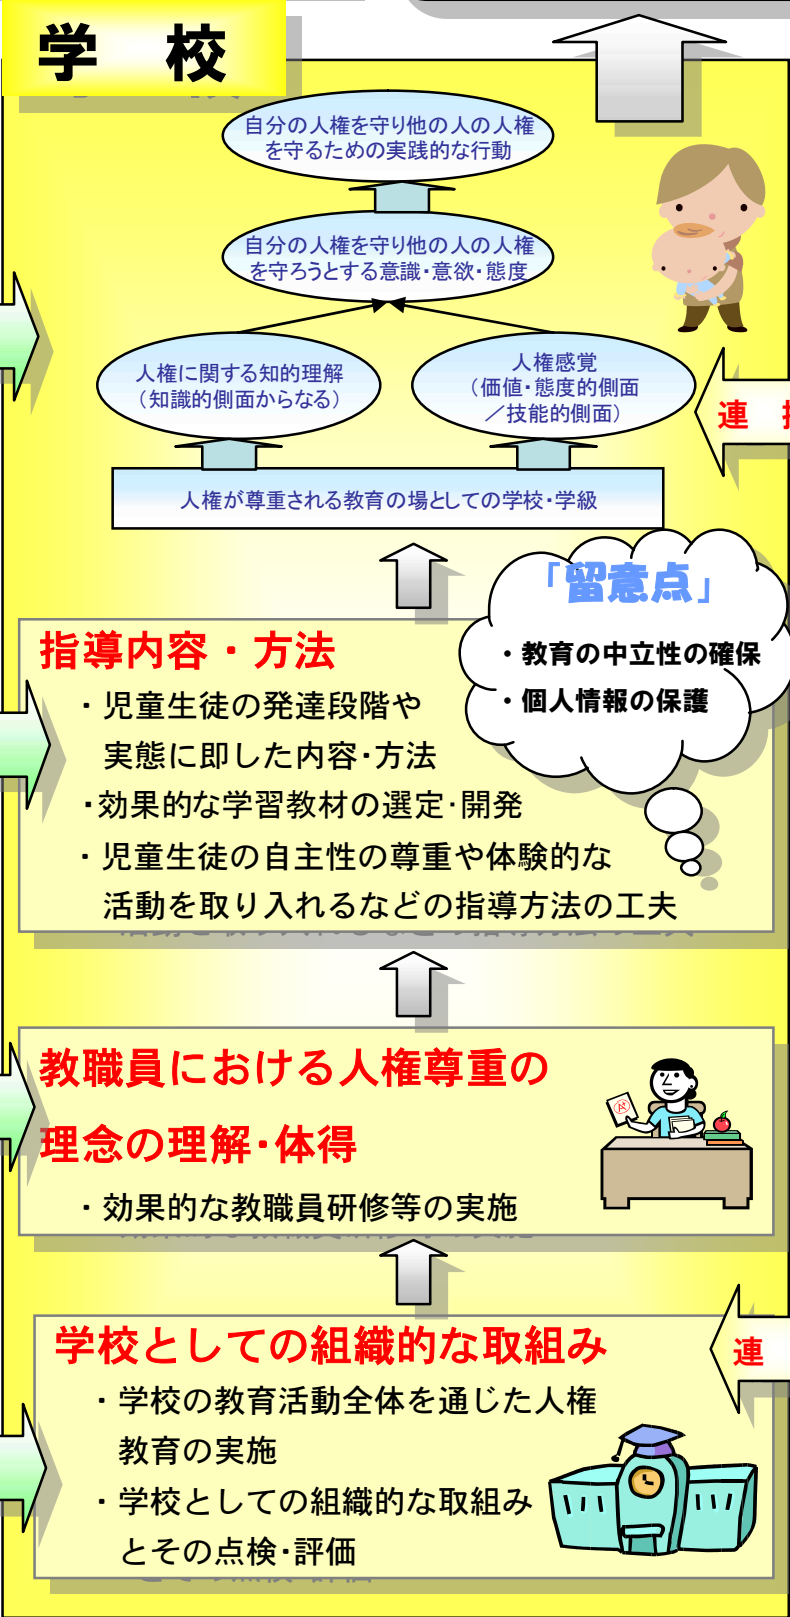 学 校
自分の人権を守り他の人の人権
を守るための実践的な行動
自分の人権を守り他の人の人権
を守ろうとする意識・意欲・態度
人権に関する知的理解
（知識的側面からなる）
人権感覚
（価値・態度的側面
／技能的側面）
連
人権が尊重される教育の場としての学校・学級
「留意点」
・教育の中立性の確保
・個人情報の保護
指導内容・方法
・児童生徒の発達段階や
実態に即した内容・方法
・効果的な学習教材の選定・開発
・児童生徒の自主性の尊重や体験的な
活動を取り入れるなどの指導方法の工夫
教職員における人権尊重の
理念の理解・体得
・効果的な教職員研修等の実施
学校としての組織的な取組み
連
・学校の教育活動全体を通じた人権
教育の実施
・学校としての組織的な取組み
とその点検・評価